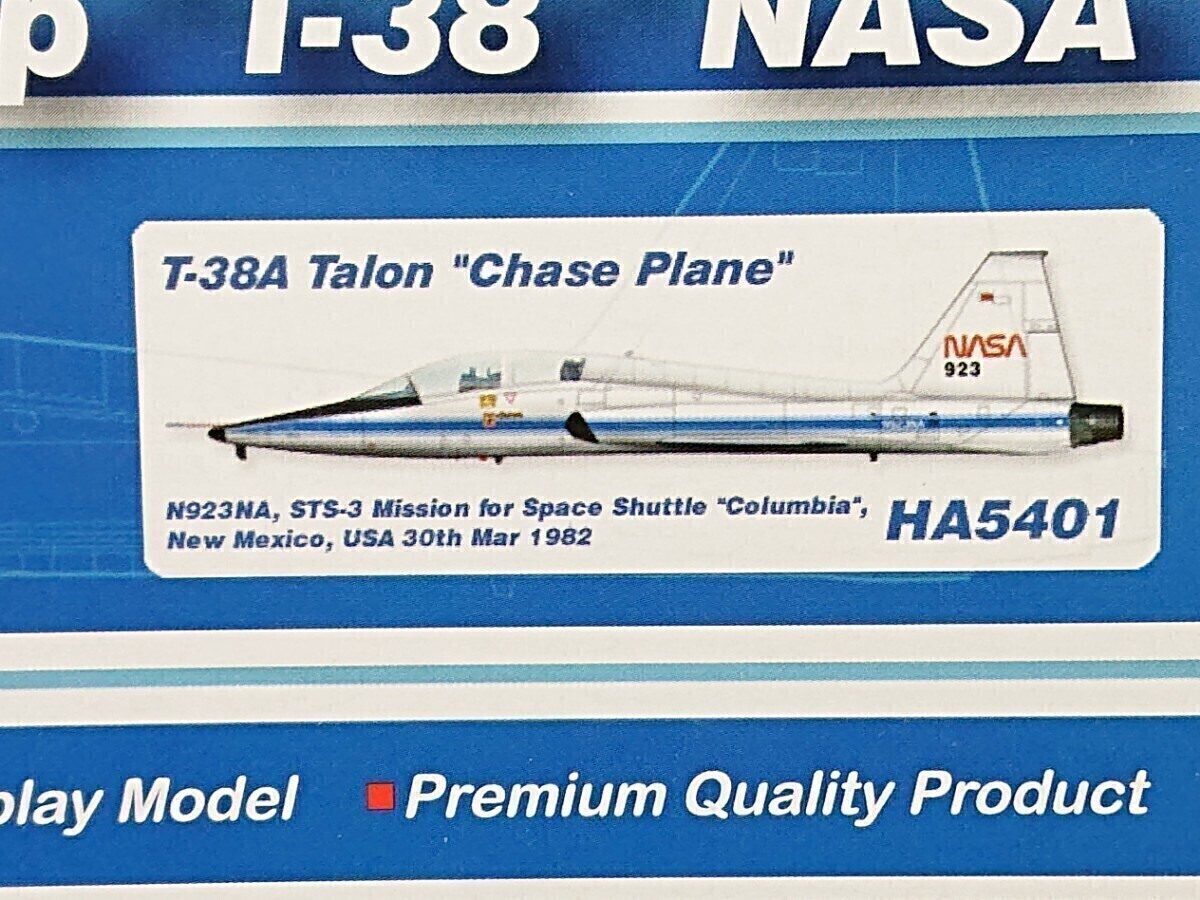 p T-38 NASA
T-38A Talon "Chase Plane"
NASA
923
N923NA, STS-3 Mission for Space Shuttle "Columbia",
New Mexico, USA 30th Mar 1982
HA5401
play Model ■Premium Quality Product